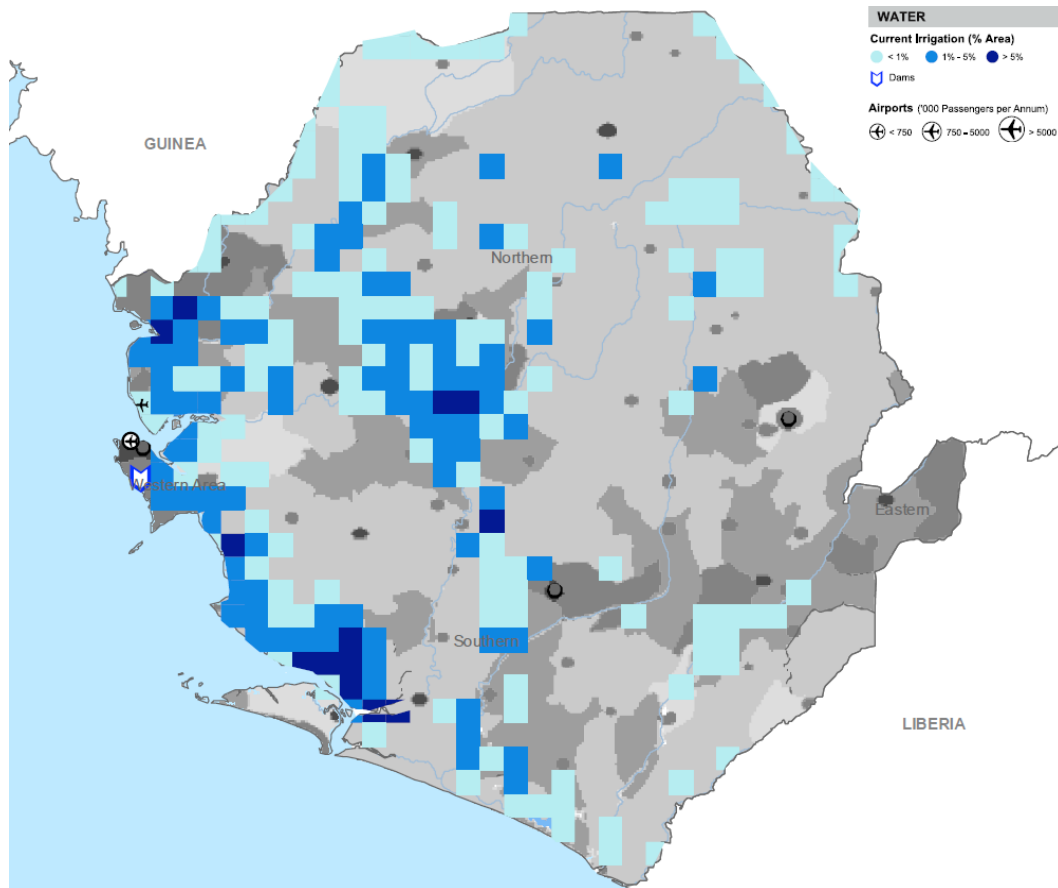 WATER
Current Irrigation (% Area)
< 1% 1% - 5% > 5%
Dams
Airports ('000 Passengers per Annum)
< 750 750 - 5000 > 5000
GUINEA
Northern
Western Area
Eastern
Southern
LIBERIA